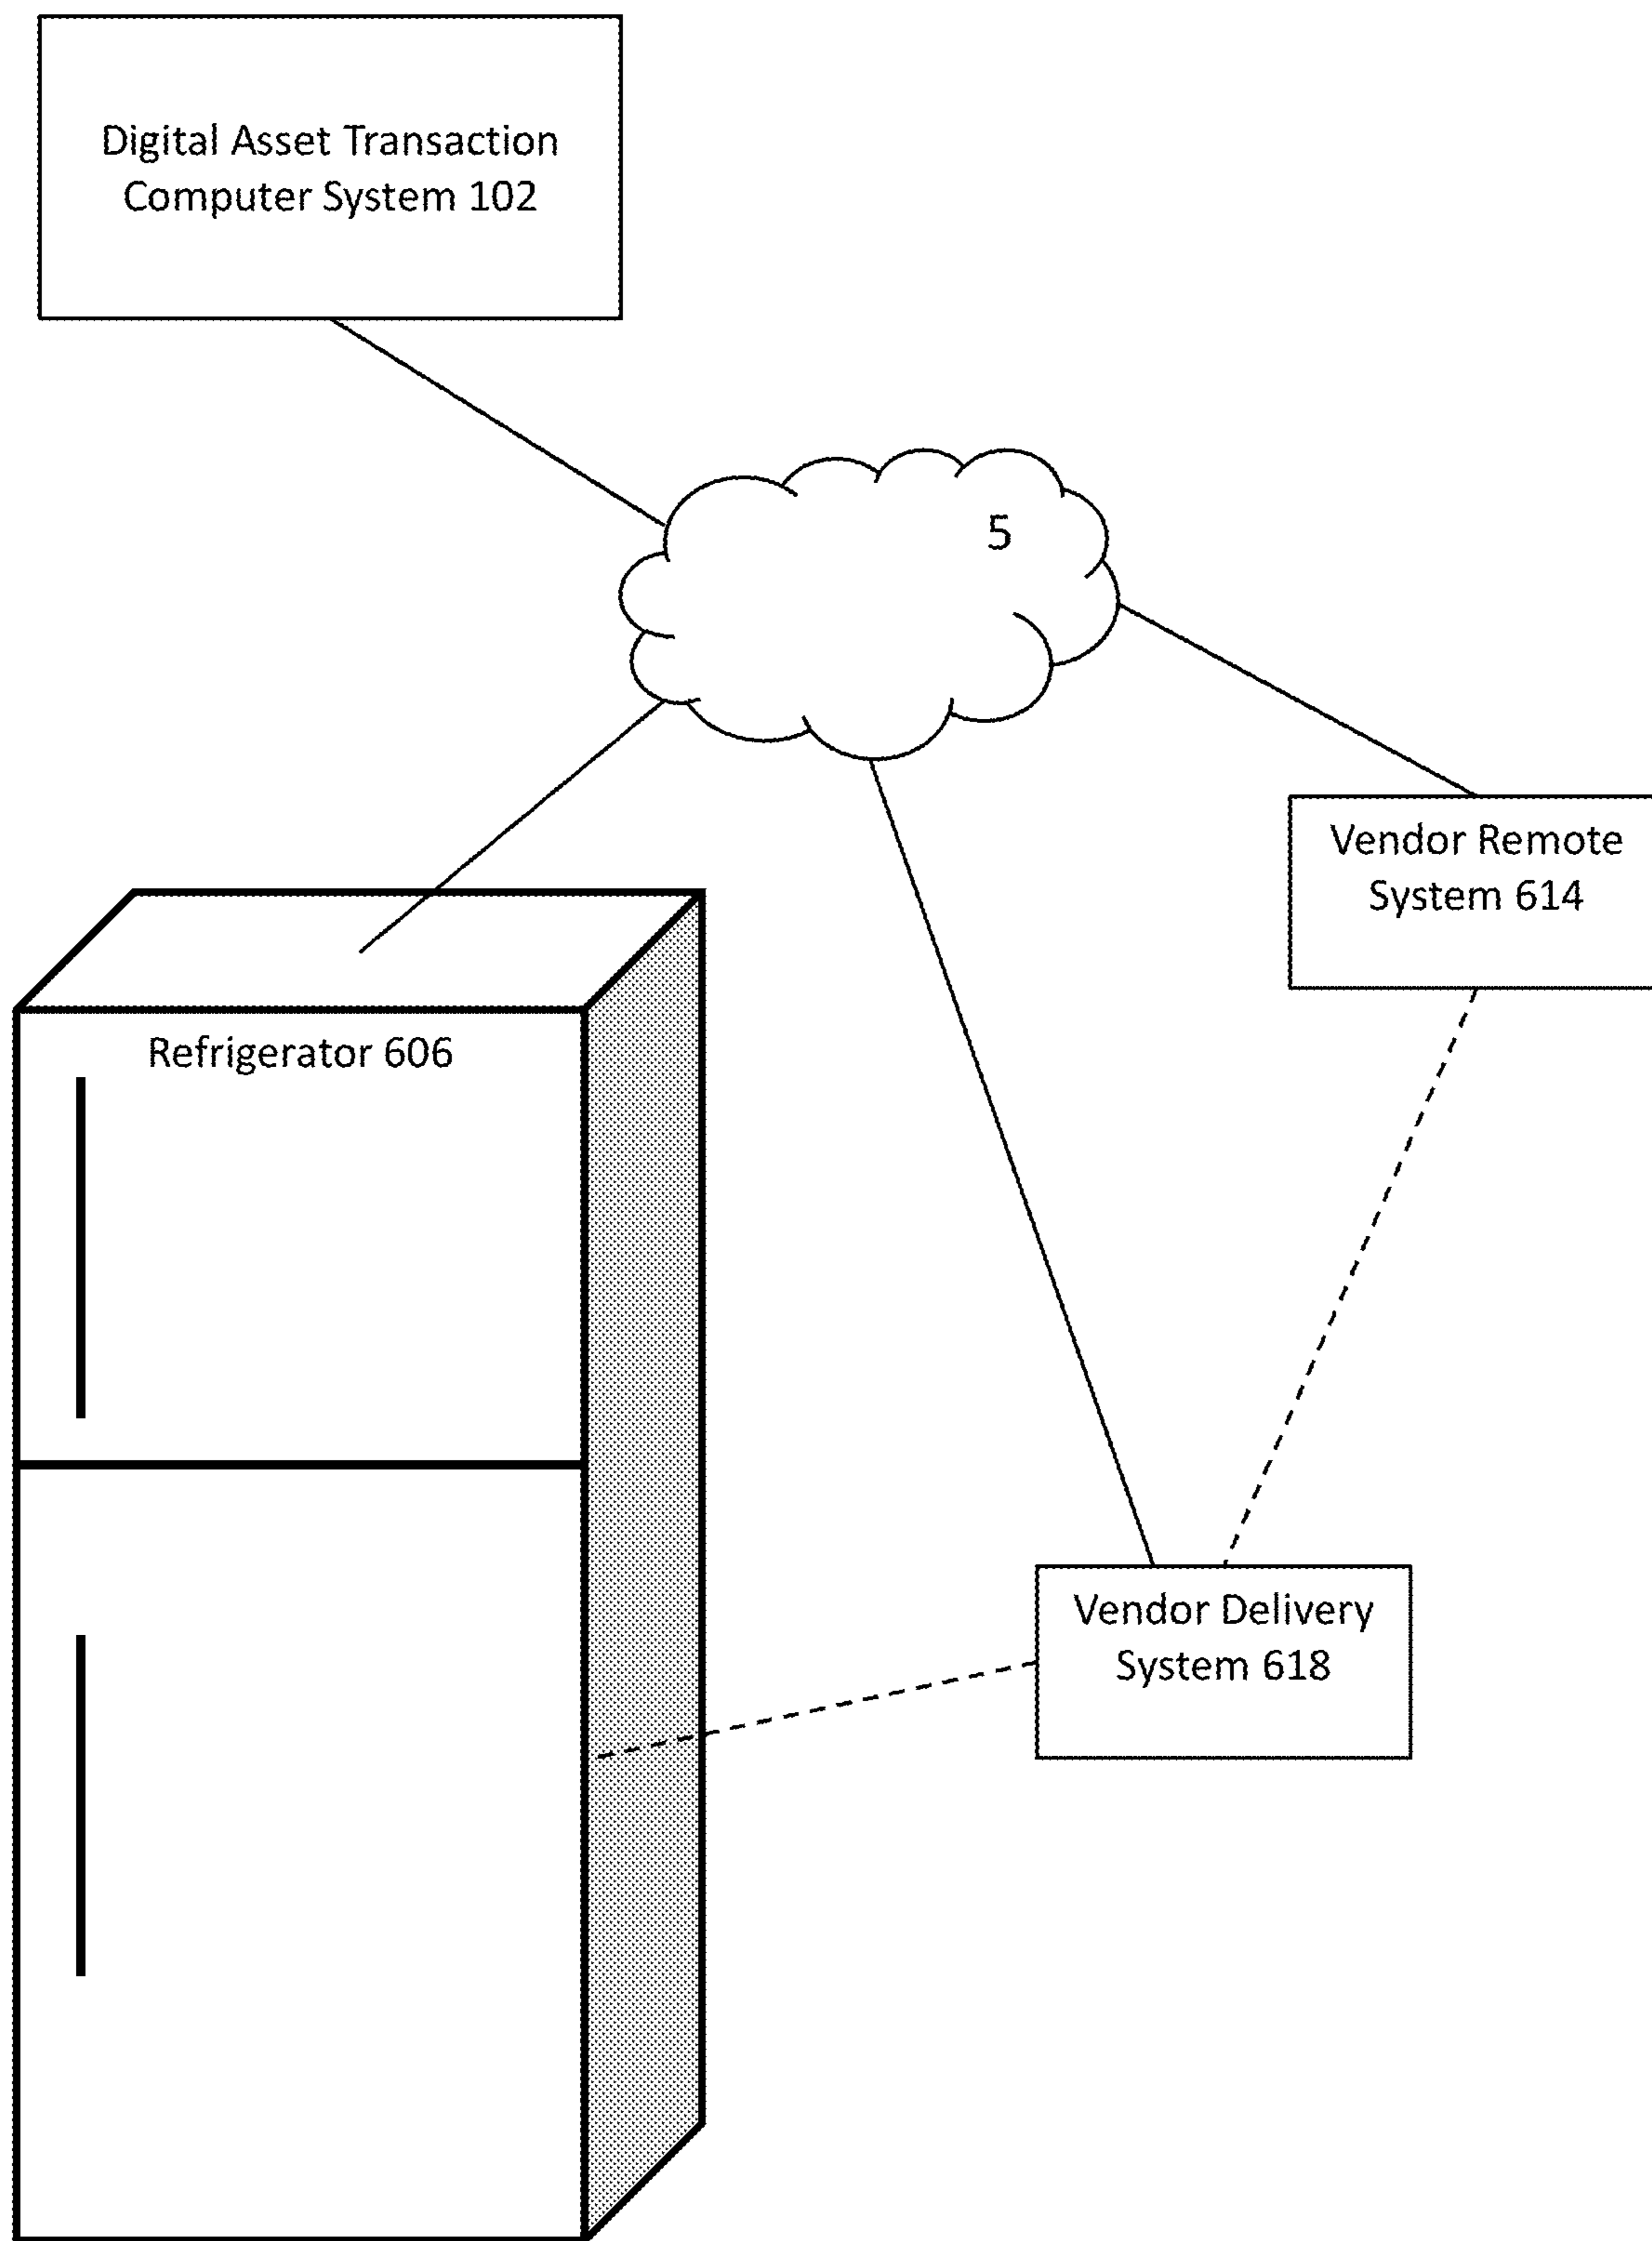 Digital Asset Transaction
Computer System 102
5
Vendor Remote
System 614
Refrigerator 606
Vendor Delivery
System 618